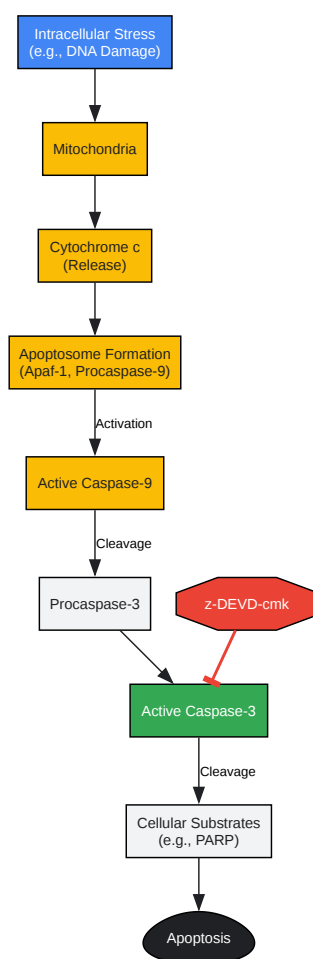 Intracellular Stress
(e.g., DNA Damage)
Mitochondria
Cytochrome c
(Release)
Apoptosome Formation
(Apaf-1, Procaspase-9)
Activation
Active Caspase-9
Cleavage
Procaspase-3
z-DEVD-cmk
Active Caspase-3
Cleavage
Cellular Substrates
(e.g., PARP)
Apoptosis